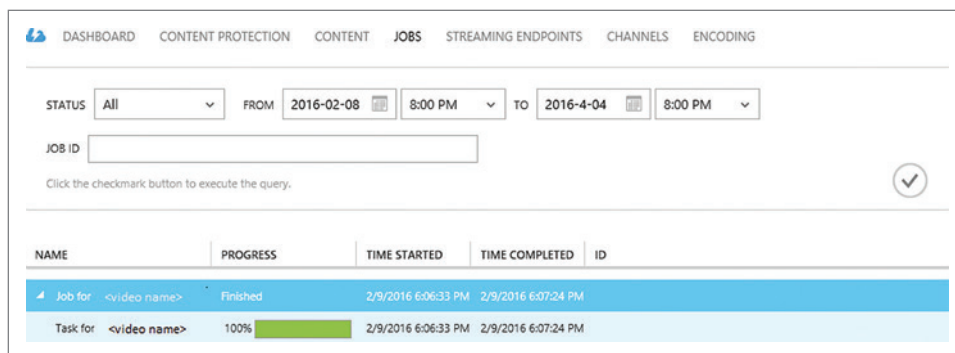 DASHBOARD CONTENT PROTECTION CONTENT JOBS STREAMING ENDPOINTS CHANNELS ENCODING
STATUS All FROM 2016-02-08 8:00 PM TO 2016-4-04 8:00 PM
JOB ID
Click the checkmark button to execute the query.
NAME PROGRESS TIME STARTED TIME COMPLETED ID
Job for <video name> Finished 2/9/2016 6:06:33 PM 2/9/2016 6:07:24 PM
Task for <video name> 100% 2/9/2016 6:06:33 PM 2/9/2016 6:07:24 PM